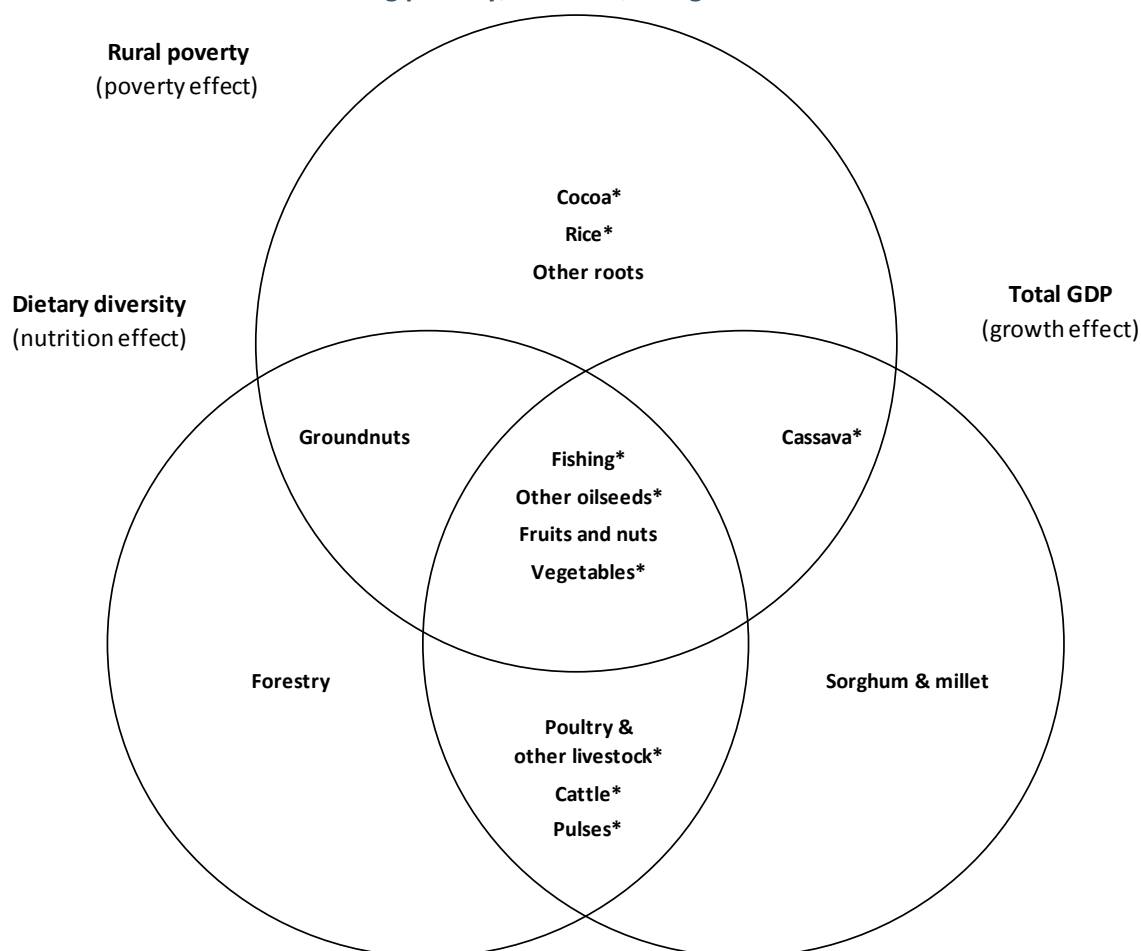 Rural poverty
(poverty effect)
Cocoa*
Rice*
Other roots
Dietary diversity
(nutrition effect)
Total GDP
(growth effect)
Groundnuts
Cassava*
Fishing*
Other oilseeds*
Fruits and nuts
Vegetables*
Forestry
Sorghum & millet
Poultry &
other livestock*
Cattle*
Pulses*